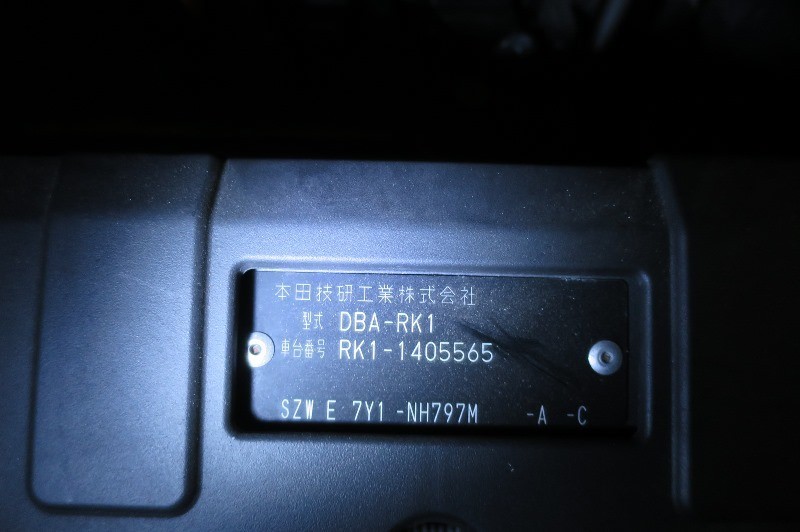 本田技研工業株式会社
型式 DBA-RK1
車台番号 RK1-1405565
SZW E 7Y1 -NH797M -A -C